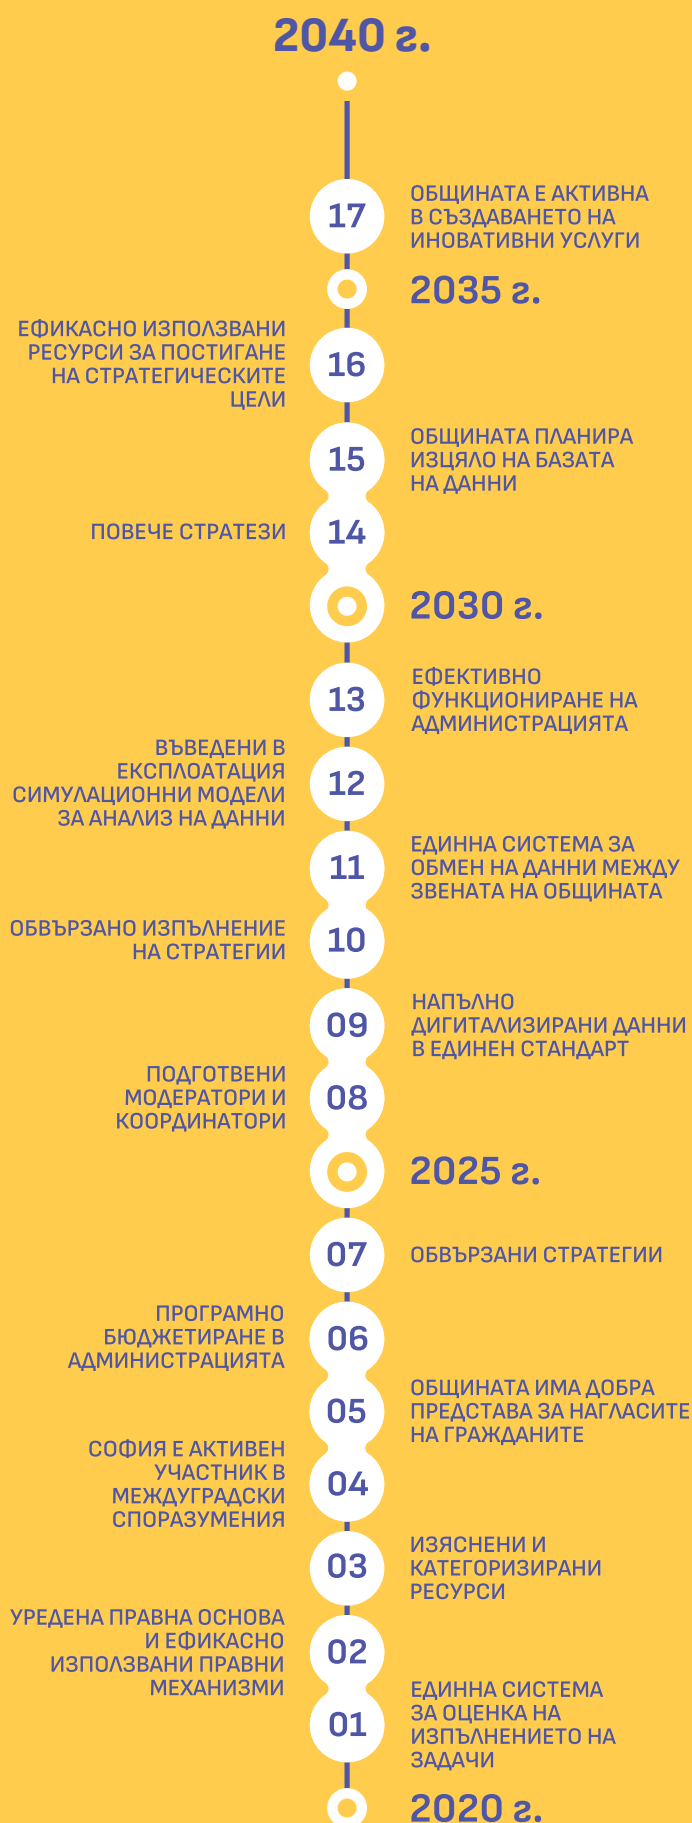 2040 г.
17
ОБЩИНАТА Е АКТИВНА
В СЪЗДАВАНЕТО НА
ИНОВАТИВНИ УСЛУГИ
2035 г.
ЕФИКАСНО ИЗПОЛЗВАНИ
РЕСУРСИ ЗА ПОСТИГАНЕ
НА СТРАТЕГИЧЕСКИТЕ
ЦЕЛИ
16
15
ОБЩИНАТА ПЛАНИРА
ИЗЦЯЛО НА БАЗАТА
НА ДАННИ
ПОВЕЧЕ СТРАТЕЗИ
14
2030 г.
13
ЕФЕКТИВНО
ФУНКЦИОНИРАНЕ НА
АДМИНИСТРАЦИЯТА
ВЪВЕДЕНИ В
ЕКСПЛОАТАЦИЯ
СИМУЛАЦИОННИ МОДЕЛИ
ЗА АНАЛИЗ НА ДАННИ
12
11
ЕДИННА СИСТЕМА ЗА
ОБМЕН НА ДАННИ МЕЖДУ
ЗВЕНАТА НА ОБЩИНАТА
ОБВЪРЗАНО ИЗПЪЛНЕНИЕ
НА СТРАТЕГИИ
10
09
НАПЪЛНО
ДИГИТАЛИЗИРАНИ ДАННИ
В ЕДИНЕН СТАНДАРТ
ПОДГОТВЕНИ
МОДЕРАТОРИ И
КООРДИНАТОРИ
08
2025 г.
07
ОБВЪРЗАНИ СТРАТЕГИИ
ПРОГРАМНО
БЮДЖЕТИРАНЕ В
АДМИНИСТРАЦИЯТА
06
05
ОБЩИНАТА ИМА ДОБРА
ПРЕДСТАВА ЗА НАГЛАСИТЕ
НА ГРАЖДАНИТЕ
СОФИЯ Е АКТИВЕН
УЧАСТНИК В
МЕЖДУГРАДСКИ
СПОРАЗУМЕНИЯ
04
03
ИЗЯСНЕНИ И
КАТЕГОРИЗИРАНИ
РЕСУРСИ
УРЕДЕНА ПРАВНА ОСНОВА
И ЕФИКАСНО
ИЗПОЛЗВАНИ ПРАВНИ
МЕХАНИЗМИ
02
01
ЕДИННА СИСТЕМА
ЗА ОЦЕНКА НА
ИЗПЪЛНЕНИЕТО НА
ЗАДАЧИ
2020 г.